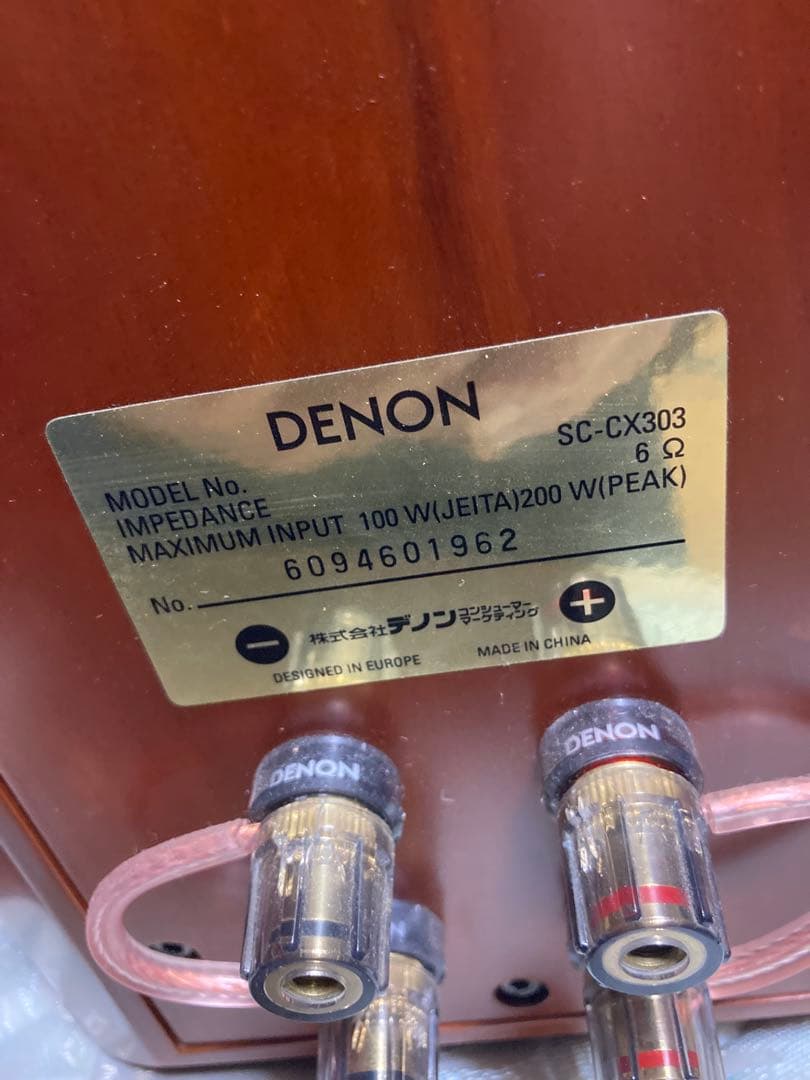 DENON
MODEL No. SC-CX303
IMPEDANCE 6 Ω
MAXIMUM INPUT 100 W(JEITA)200 W(PEAK)
No. 6094601962
− 株式会社デノン コンシューマー マーケティング +
DESIGNED IN EUROPE MADE IN CHINA
DENON DENON